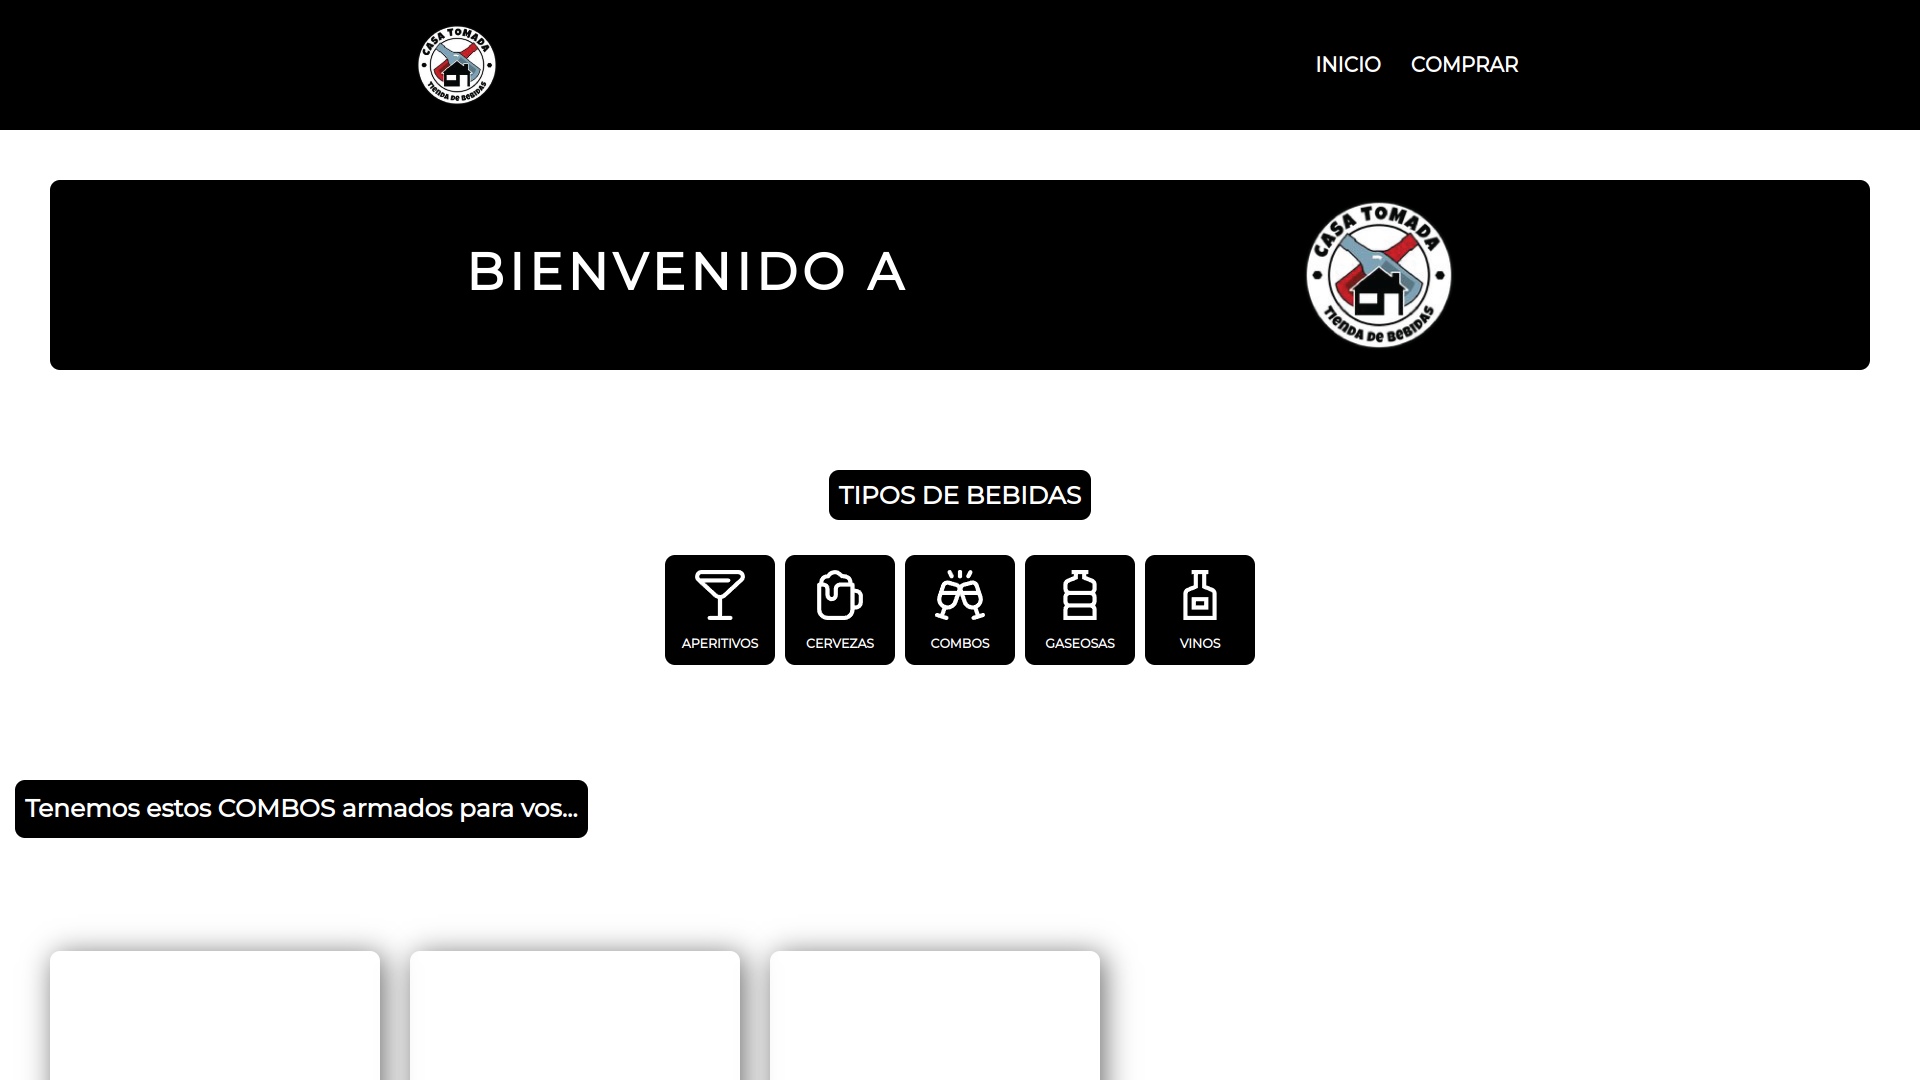 CASA TOMADA
TIENDA DE BEBIDAS
INICIO COMPRAR
BIENVENIDO A
CASA TOMADA
TIENDA DE BEBIDAS
TIPOS DE BEBIDAS
APERITIVOS CERVEZAS COMBOS GASEOSAS VINOS
Tenemos estos COMBOS armados para vos...